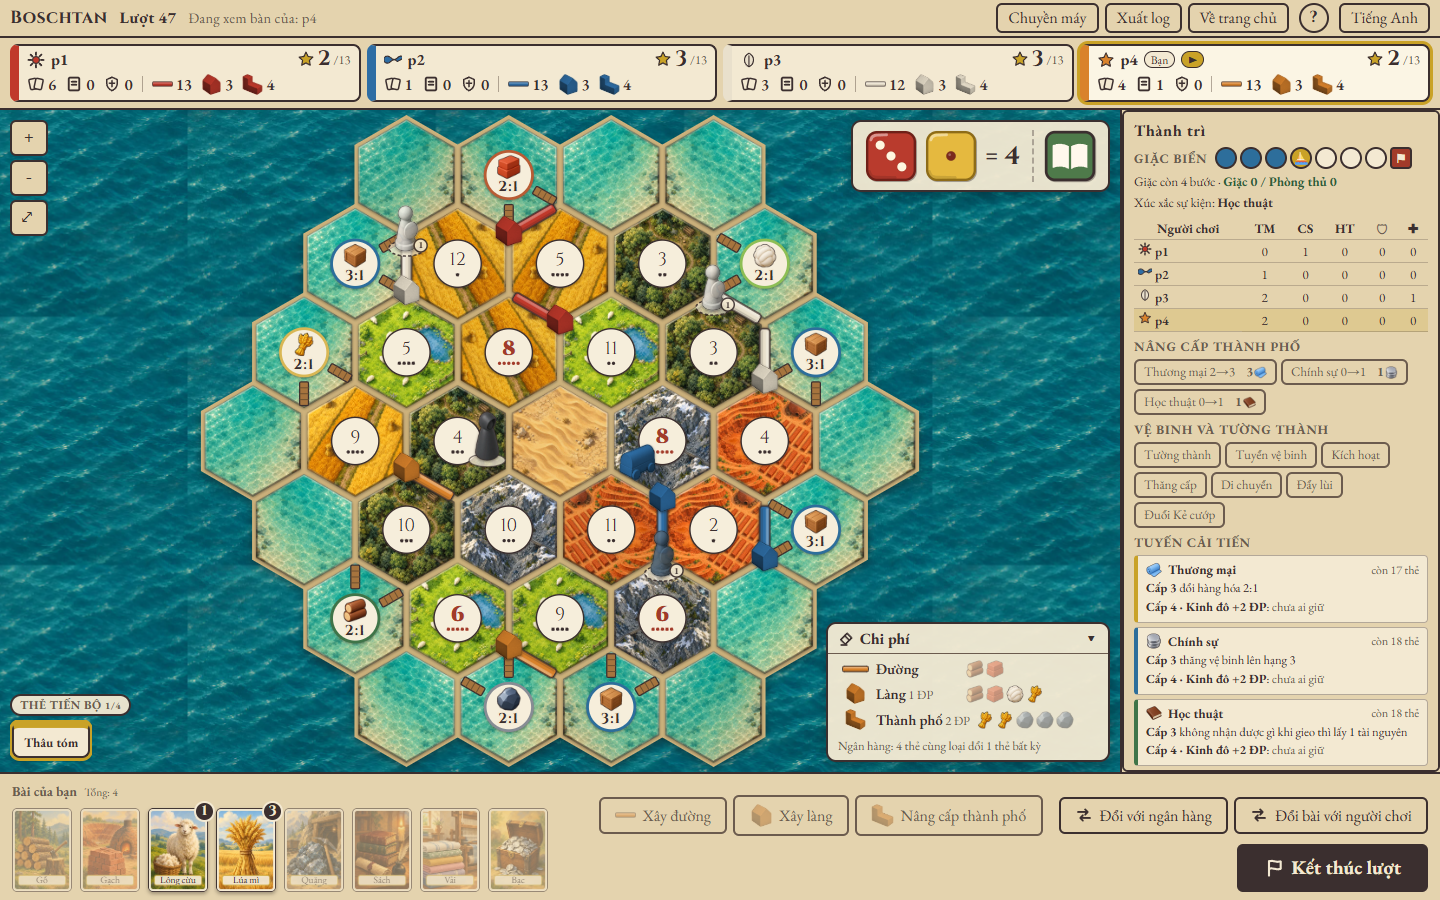 BOSCHTAN Lượt 47 Đang xem bàn của: p4
Chuyền máy Xuất log Về trang chủ ? Tiếng Anh
p1 2/13
6 0 0 13 3 4
p2 3/13
1 0 0 13 3 4
p3 3/13
3 0 0 12 3 4
p4 Bạn ▶ 2/13
4 1 0 13 3 4
+
-
= 4
2:1
3:1 1 12 5 3 2:1
1
2:1 5 8 11 3 3:1
9 4 8 4
10 10 11 2 3:1
1
2:1 6 9 6
2:1 3:1
THẺ TIẾN BỘ 1/4
Thâu tóm
Chi phí ▼
Đường
Làng 1 ĐP
Thành phố 2 ĐP
Ngân hàng: 4 thẻ cùng loại đổi 1 thẻ bất kỳ
Thành trì
GIẶC BIỂN
Giặc còn 4 bước · Giặc 0 / Phòng thủ 0
Xúc xắc sự kiện: Học thuật
Người chơi TM CS HT
p1 0 1 0 0 0
p2 1 0 0 0 0
p3 2 0 0 0 1
p4 2 0 0 0 0
NÂNG CẤP THÀNH PHỐ
Thương mại 2→3 3 Chính sự 0→1 1
Học thuật 0→1 1
VỆ BINH VÀ TƯỜNG THÀNH
Tường thành Tuyển vệ binh Kích hoạt
Thăng cấp Di chuyển Đẩy lùi
Đuổi Kẻ cướp
TUYẾN CẢI TIẾN
Thương mại còn 17 thẻ
Cấp 3 đổi hàng hóa 2:1
Cấp 4 · Kinh đô +2 ĐP: chưa ai giữ
Chính sự còn 18 thẻ
Cấp 3 thăng vệ binh lên hạng 3
Cấp 4 · Kinh đô +2 ĐP: chưa ai giữ
Học thuật còn 18 thẻ
Cấp 3 không nhận được gì khi gieo thì lấy 1 tài nguyên
Cấp 4 · Kinh đô +2 ĐP: chưa ai giữ
Bài của bạn Tổng: 4
1 3
Gỗ Gạch Lông cừu Lúa mì Quặng Sách Vải Bạc
Xây đường Xây làng Nâng cấp thành phố Đổi với ngân hàng Đổi bài với người chơi
Kết thúc lượt